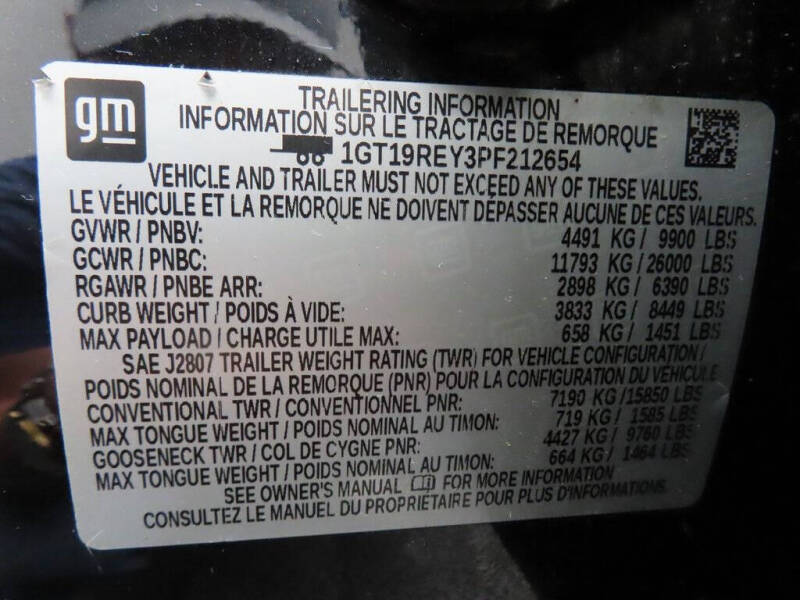 gm
TRAILERING INFORMATION
INFORMATION SUR LE TRACTAGE DE REMORQUE
1GT19REY3PF212654
VEHICLE AND TRAILER MUST NOT EXCEED ANY OF THESE VALUES.
LE VÉHICULE ET LA REMORQUE NE DOIVENT DÉPASSER AUCUNE DE CES VALEURS.
GVWR / PNBV: 4491 KG / 9900 LBS
GCWR / PNBC: 11793 KG / 26000 LBS
RGAWR / PNBE ARR: 2898 KG / 6390 LBS
CURB WEIGHT / POIDS À VIDE: 3833 KG / 8449 LBS
MAX PAYLOAD / CHARGE UTILE MAX: 658 KG / 1451 LBS
SAE J2807 TRAILER WEIGHT RATING (TWR) FOR VEHICLE CONFIGURATION /
POIDS NOMINAL DE LA REMORQUE (PNR) POUR LA CONFIGURATION DU VÉHICULE
CONVENTIONAL TWR / CONVENTIONNEL PNR: 7190 KG /15850 LBS
MAX TONGUE WEIGHT / POIDS NOMINAL AU TIMON: 719 KG / 1585 LBS
GOOSENECK TWR / COL DE CYGNE PNR: 4427 KG / 9760 LBS
MAX TONGUE WEIGHT / POIDS NOMINAL AU TIMON: 664 KG / 1464 LBS
SEE OWNER'S MANUAL FOR MORE INFORMATION
CONSULTEZ LE MANUEL DU PROPRIÉTAIRE POUR PLUS D'INFORMATIONS.